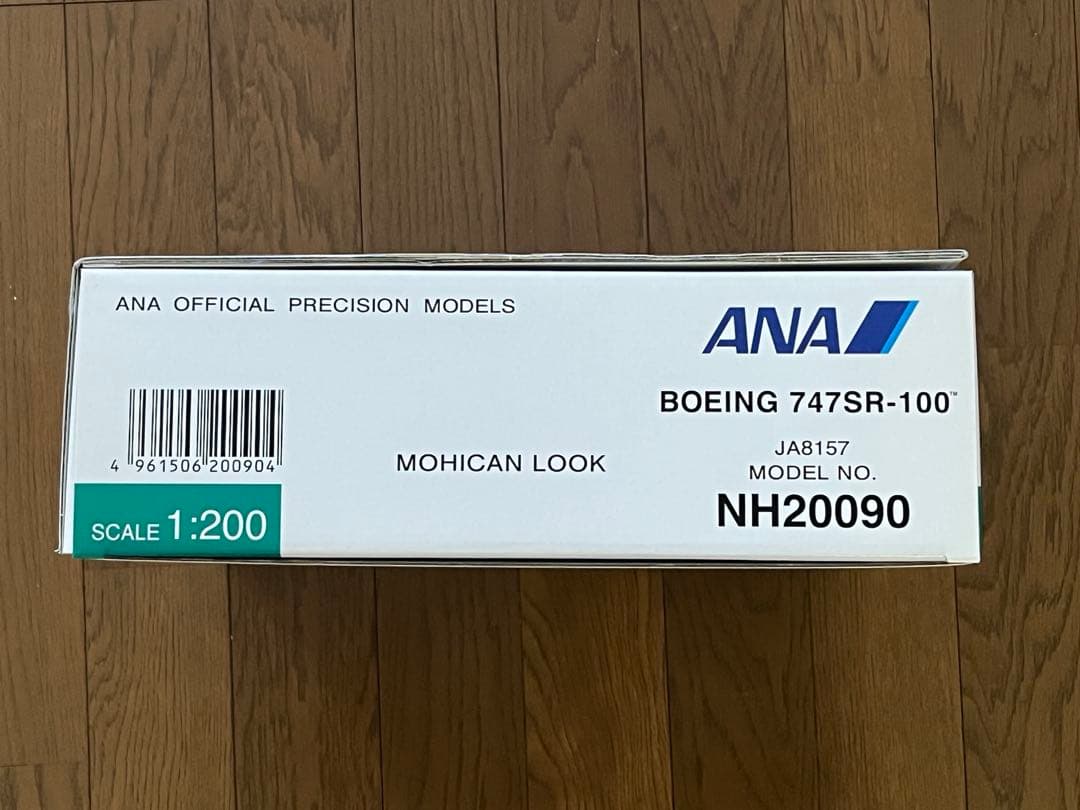 ANA OFFICIAL PRECISION MODELS
ANA
BOEING 747SR-100™
JA8157
MODEL NO.
NH20090
MOHICAN LOOK
4 961506 200904
SCALE 1:200